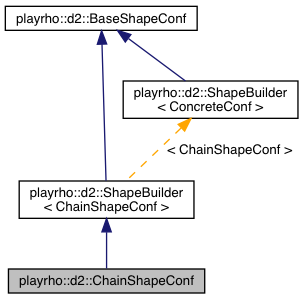 playrho::d2::BaseShapeConf
playrho::d2::ShapeBuilder
< ConcreteConf >
< ChainShapeConf >
playrho::d2::ShapeBuilder
< ChainShapeConf >
playrho::d2::ChainShapeConf